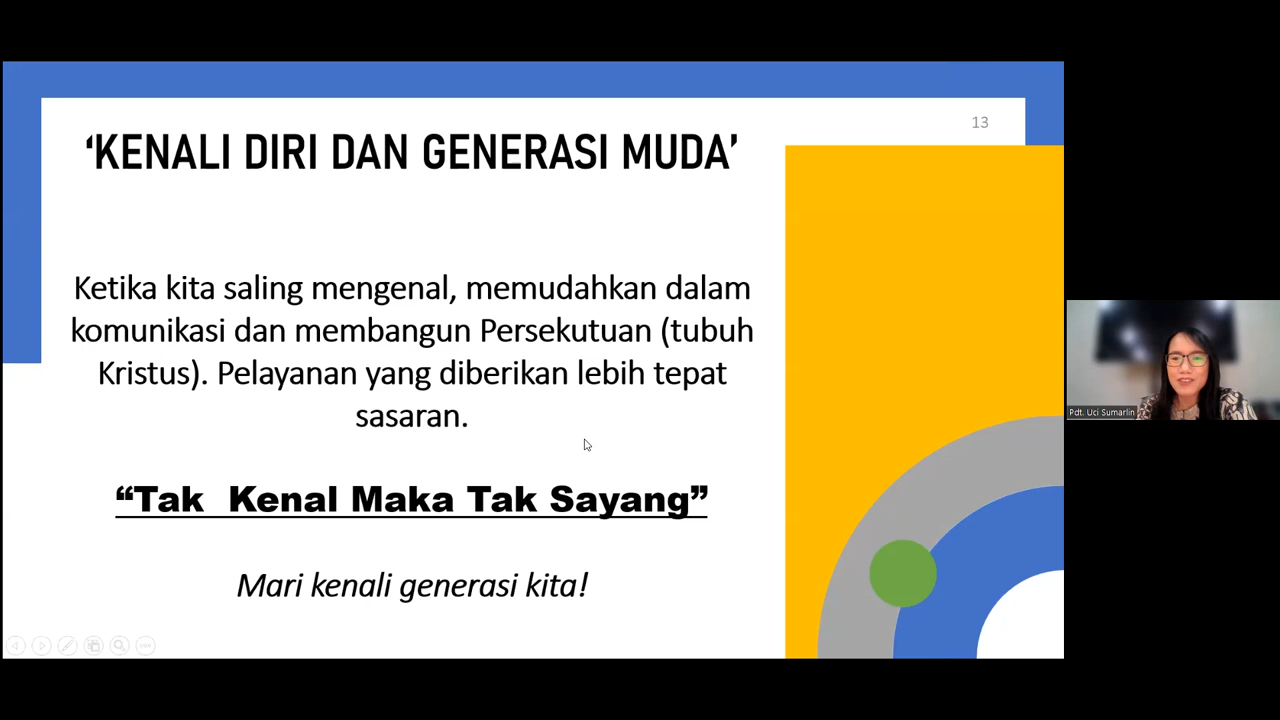 13
‘KENALI DIRI DAN GENERASI MUDA’
Ketika kita saling mengenal, memudahkan dalam
komunikasi dan membangun Persekutuan (tubuh
Kristus). Pelayanan yang diberikan lebih tepat
sasaran.
“Tak Kenal Maka Tak Sayang”
Mari kenali generasi kita!
Pdt. Uci Sumarlin